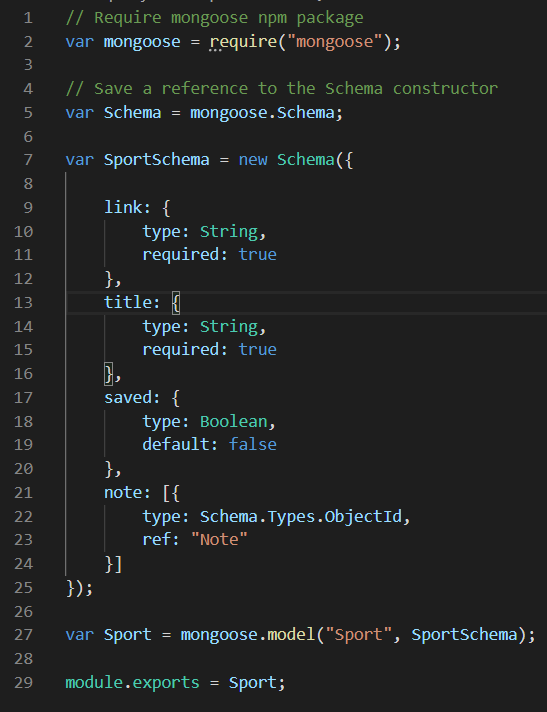 1 // Require mongoose npm package
2 var mongoose = require("mongoose");
3
4 // Save a reference to the Schema constructor
5 var Schema = mongoose.Schema;
6
7 var SportSchema = new Schema({
8
9     link: {
10         type: String,
11         required: true
12     },
13     title: {
14         type: String,
15         required: true
16     },
17     saved: {
18         type: Boolean,
19         default: false
20     },
21     note: [{
22         type: Schema.Types.ObjectId,
23         ref: "Note"
24     }]
25 });
26
27 var Sport = mongoose.model("Sport", SportSchema);
28
29 module.exports = Sport;